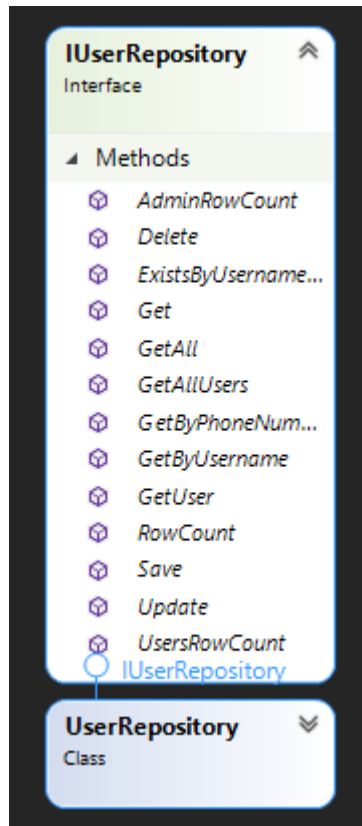 IUserRepository
Interface
Methods
AdminRowCount
Delete
ExistsByUsername...
Get
GetAll
GetAllUsers
GetByPhoneNum...
GetByUsername
GetUser
RowCount
Save
Update
UsersRowCount
IUserRepository
UserRepository
Class